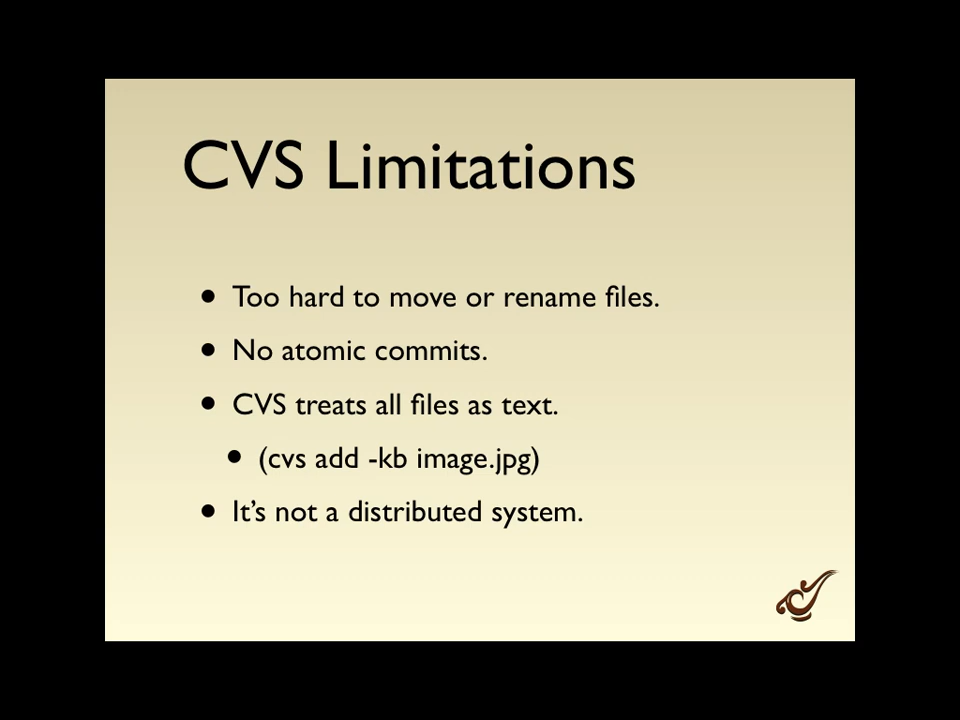 CVS Limitations
• Too hard to move or rename files.
• No atomic commits.
• CVS treats all files as text.
• (cvs add -kb image.jpg)
• It’s not a distributed system.